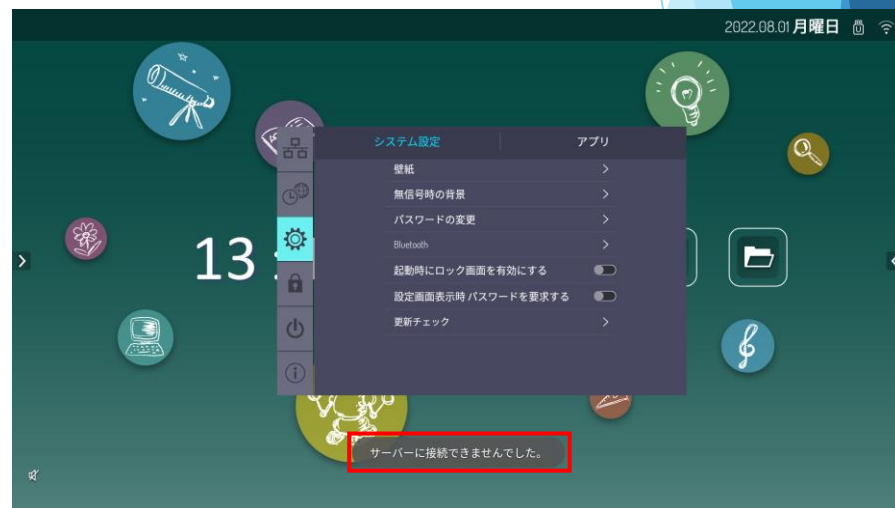 2022.08.01 月曜日
システム設定
アプリ
壁紙
無信号時の背景
パスワードの変更
Bluetooth
起動時にロック画面を有効にする
設定画面表示時 パスワードを要求する
更新チェック
13 :
サーバーに接続できませんでした。